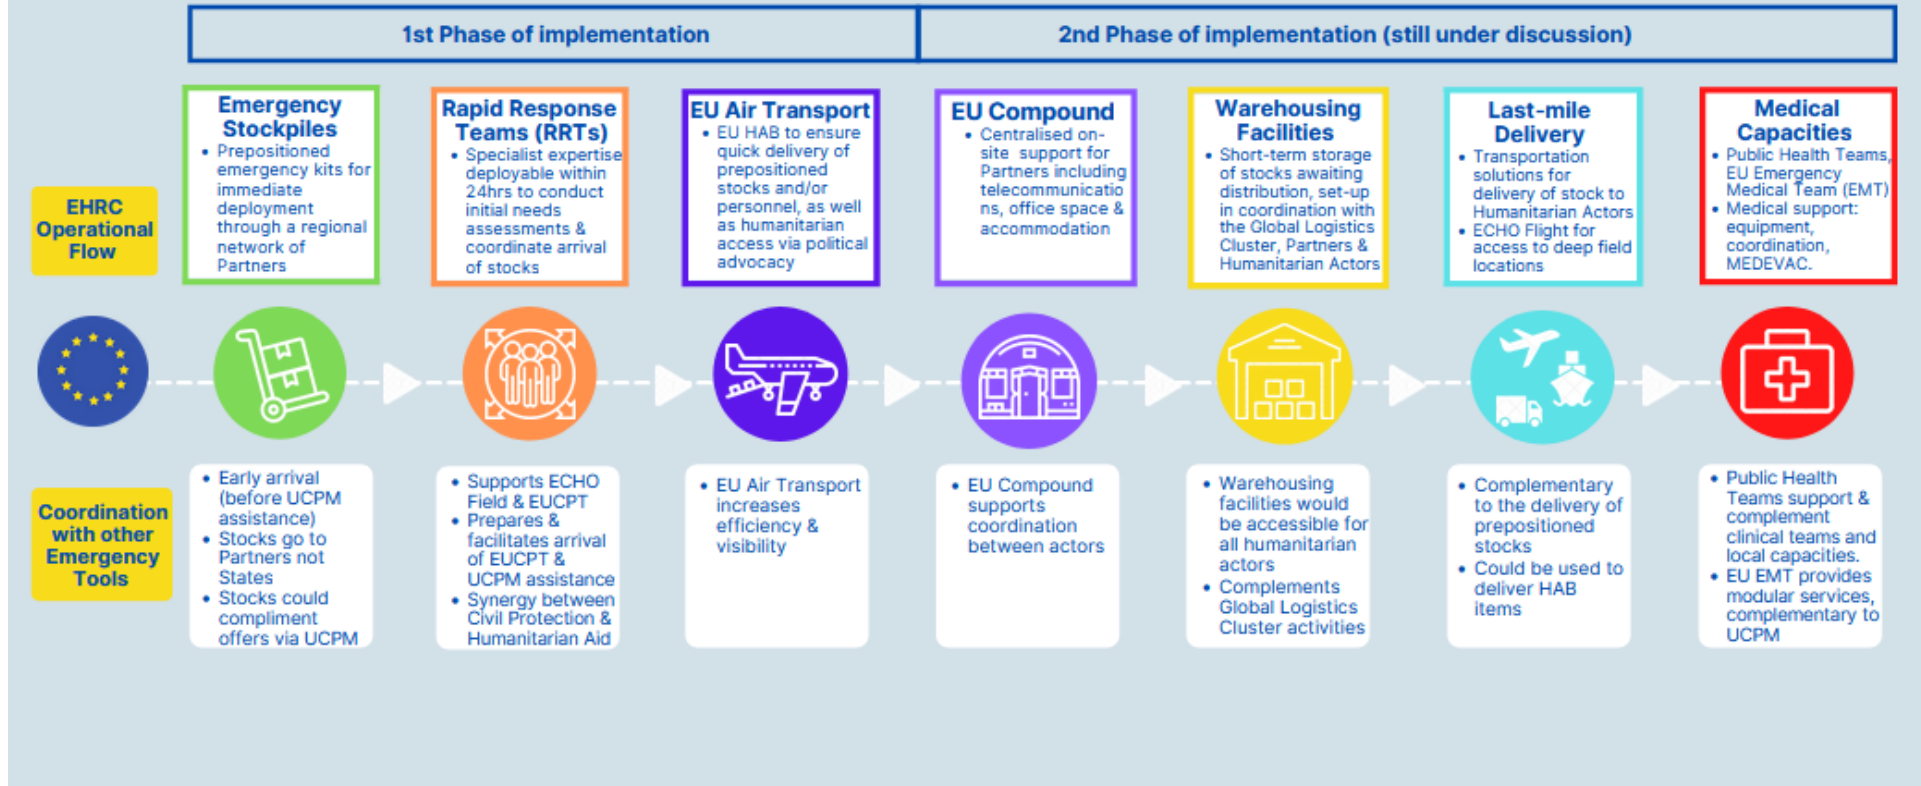 1st Phase of implementation
2nd Phase of implementation (still under discussion)
EHRC
Operational
Flow
Emergency
Stockpiles
• Prepositioned
emergency kits for
immediate
deployment
through a regional
network of
Partners
Rapid Response
Teams (RRTs)
• Specialist expertise
deployable within
24hrs to conduct
initial needs
assessments &
coordinate arrival
of stocks
EU Air Transport
• EU HAB to ensure
quick delivery of
prepositioned
stocks and/or
personnel, as well
as humanitarian
access via political
advocacy
EU Compound
• Centralised on-
site support for
Partners including
telecommunicatio
ns, office space &
accommodation
Warehousing
Facilities
• Short-term storage
of stocks awaiting
distribution, set-up
in coordination with
the Global Logistics
Cluster, Partners &
Humanitarian Actors
Last-mile
Delivery
• Transportation
solutions for
delivery of stock to
Humanitarian Actors
• ECHO Flight for
access to deep field
locations
Medical
Capacities
• Public Health Teams,
EU Emergency
Medical Team (EMT)
• Medical support:
equipment,
coordination,
MEDEVAC.
Coordination
with other
Emergency
Tools
• Early arrival
(before UCPM
assistance)
• Stocks go to
Partners not
States
• Stocks could
compliment
offers via UCPM
• Supports ECHO
Field & EUCPT
• Prepares &
facilitates arrival
of EUCPT &
UCPM assistance
• Synergy between
Civil Protection &
Humanitarian Aid
• EU Air Transport
increases
efficiency &
visibility
• EU Compound
supports
coordination
between actors
• Warehousing
facilities would
be accessible for
all humanitarian
actors
• Complements
Global Logistics
Cluster activities
• Complementary
to the delivery of
prepositioned
stocks
• Could be used to
deliver HAB
items
• Public Health
Teams support &
complement
clinical teams and
local capacities.
• EU EMT provides
modular services,
complementary to
UCPM